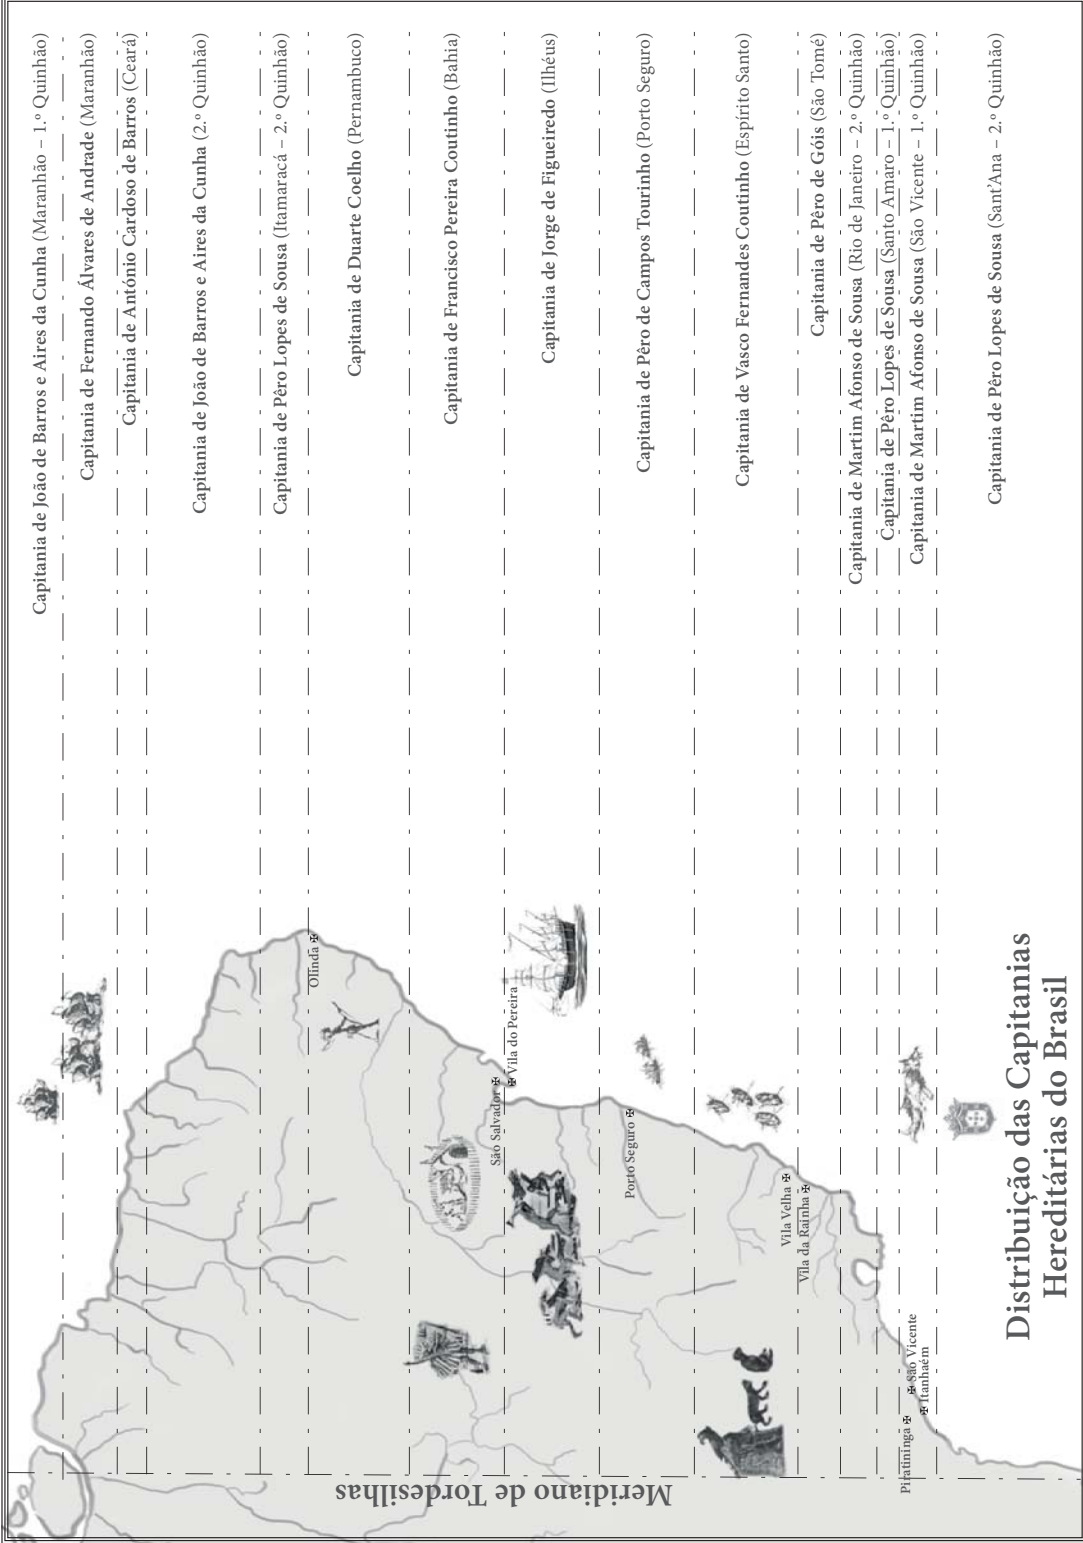 Capitania de João de Barros e Aires da Cunha (Maranhão – 1.º Quinhão)
Capitania de Fernando Álvares de Andrade (Maranhão)
Capitania de António Cardoso de Barros (Ceará)
Capitania de João de Barros e Aires da Cunha (2.º Quinhão)
Capitania de Pêro Lopes de Sousa (Itamaracá – 2.º Quinhão)
Capitania de Duarte Coelho (Pernambuco)
Capitania de Francisco Pereira Coutinho (Bahia)
Capitania de Jorge de Figueiredo (Ilhéus)
Capitania de Pêro de Campos Tourinho (Porto Seguro)
Capitania de Vasco Fernandes Coutinho (Espírito Santo)
Capitania de Pêro de Góis (São Tomé)
Capitania de Martim Afonso de Sousa (Rio de Janeiro – 2.º Quinhão)
Capitania de Pêro Lopes de Sousa (Santo Amaro – 1.º Quinhão)
Capitania de Martim Afonso de Sousa (São Vicente – 1.º Quinhão)
Capitania de Pêro Lopes de Sousa (Sant'Ana – 2.º Quinhão)
Olinda
São Salvador
Vila do Pereira
Porto Seguro
Vila Velha
Vila da Rainha
Piratininga
São Vicente
Itanhaém
Meridiano de Tordesilhas
Distribuição das Capitanias
Hereditárias do Brasil